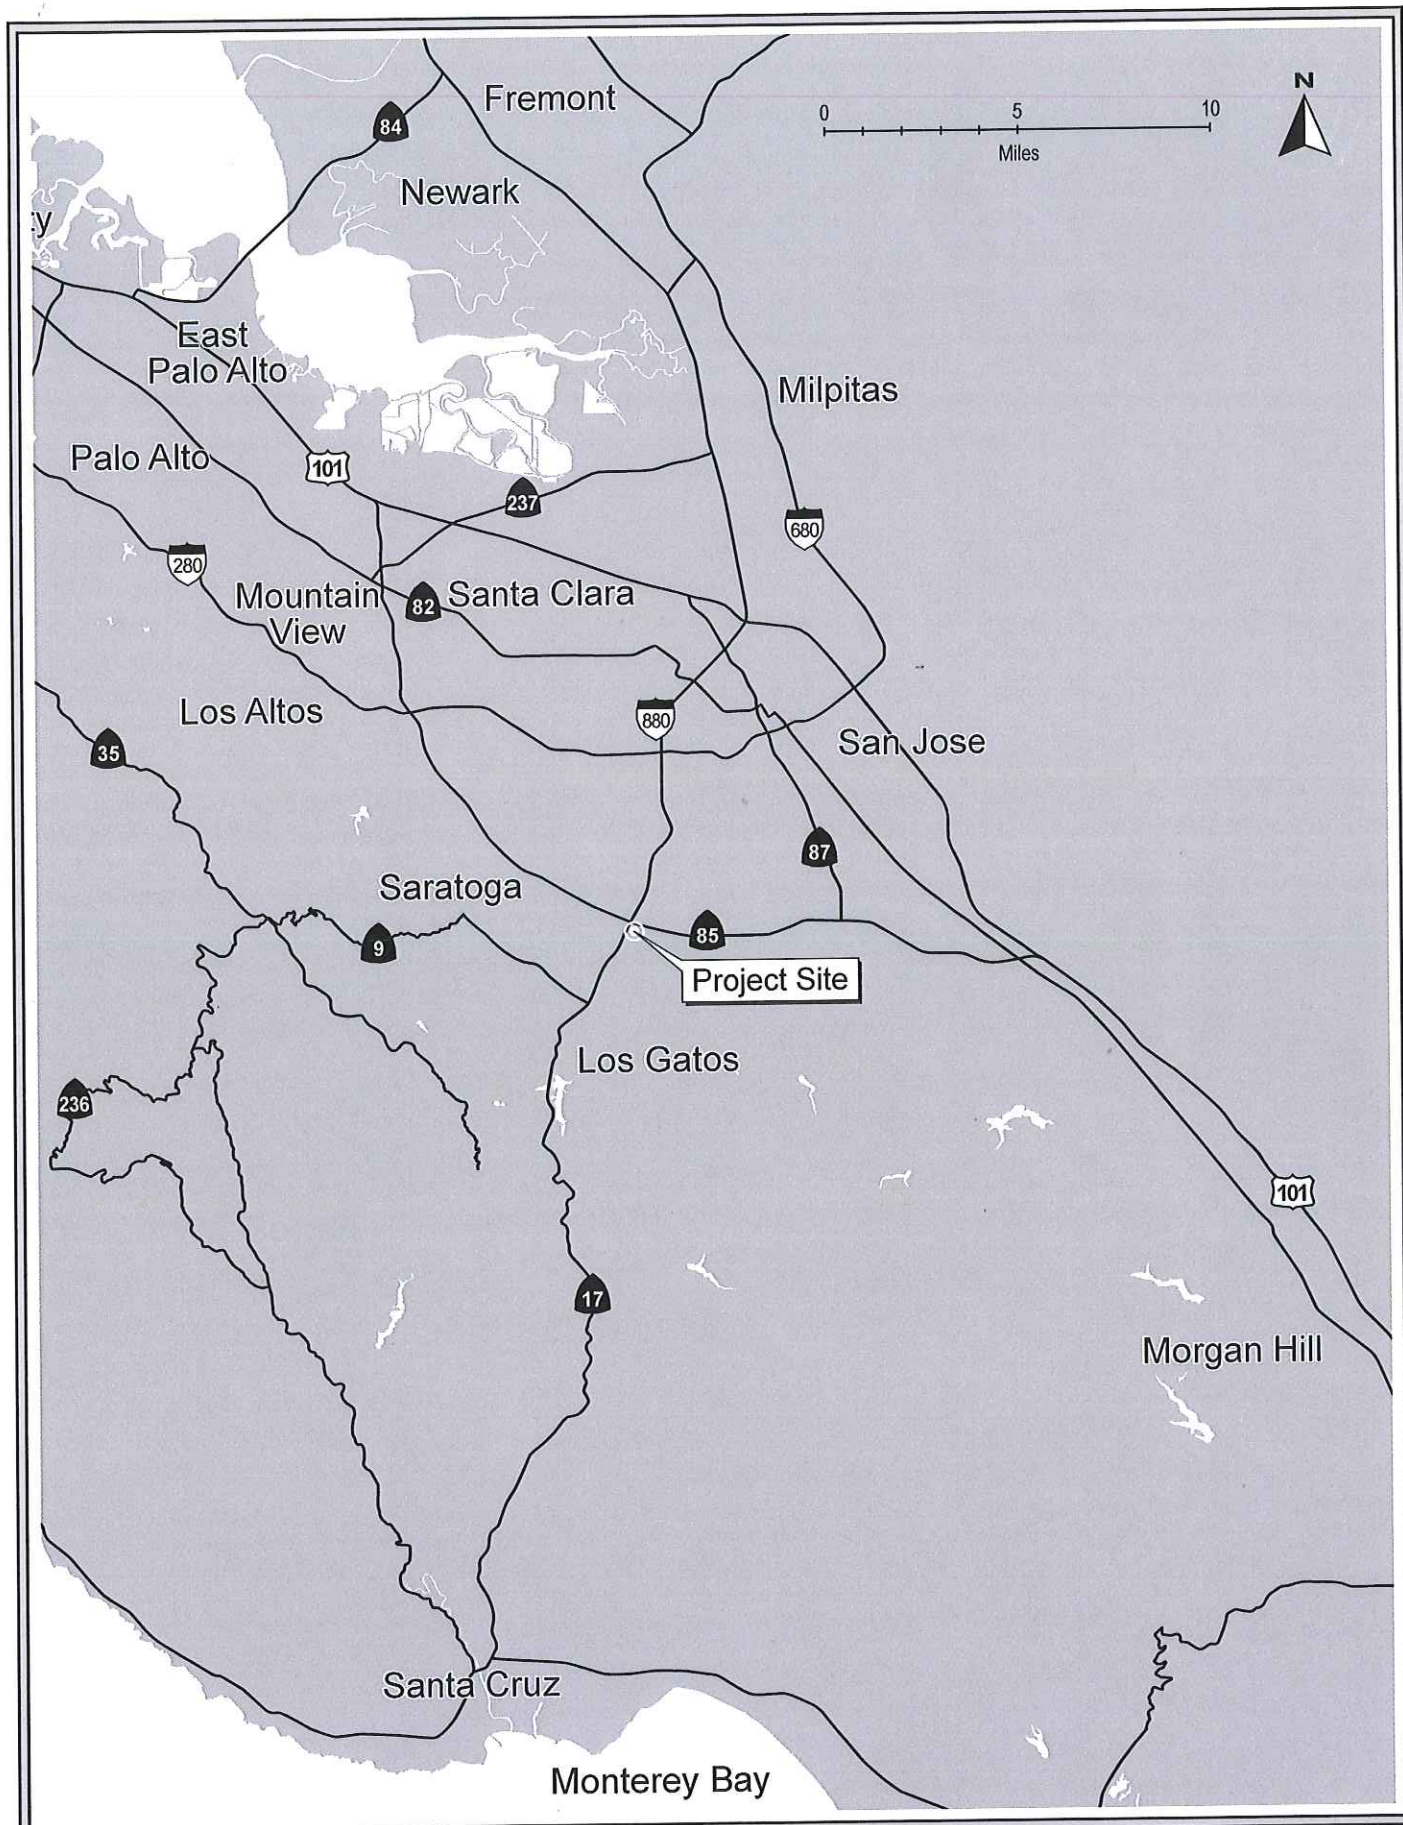 N
0 5 10
Miles
Fremont
84
Newark
ty
East
Palo Alto
Milpitas
Palo Alto
101
237
680
280
Mountain
View
82
Santa Clara
Los Altos
880
35
San Jose
87
Saratoga
9
85
Project Site
Los Gatos
236
101
17
Morgan Hill
Santa Cruz
Monterey Bay